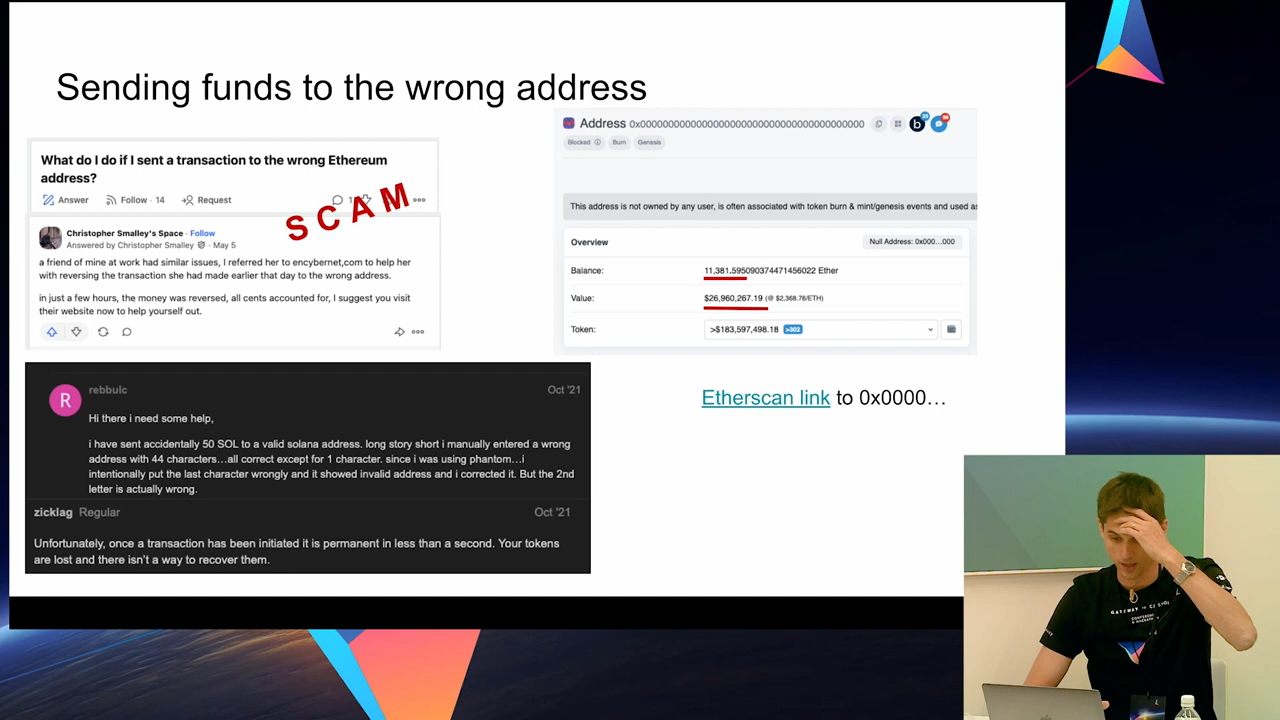 Sending funds to the wrong address
What do I do if I sent a transaction to the wrong Ethereum
address?
Answer Follow · 14 Request
SCAM
Christopher Smalley's Space · Follow
Answered by Christopher Smalley · May 5
a friend of mine at work had similar issues, I referred her to encybernet,com to help her
with reversing the transaction she had made earlier that day to the wrong address.
in just a few hours, the money was reversed, all cents accounted for, I suggest you visit
their website now to help yourself out.
Address 0x0000000000000000000000000000000000000000
Blocked Burn Genesis
This address is not owned by any user, is often associated with token burn & mint/genesis events and used as
Overview
Null Address: 0x000...000
Balance: 11,381.595090374471456022 Ether
Value: $26,960,267.19 (@ $2,368.76/ETH)
Token: >$183,597,498.18 >302
Etherscan link to 0x0000…
R
rebbulc Oct '21
Hi there i need some help,
i have sent accidentally 50 SOL to a valid solana address. long story short i manually entered a wrong
address with 44 characters…all correct except for 1 character. since i was using phantom…i
intentionally put the last character wrongly and it showed invalid address and i corrected it. But the 2nd
letter is actually wrong.
zicklag Regular Oct '21
Unfortunately, once a transaction has been initiated it is permanent in less than a second. Your tokens
are lost and there isn't a way to recover them.